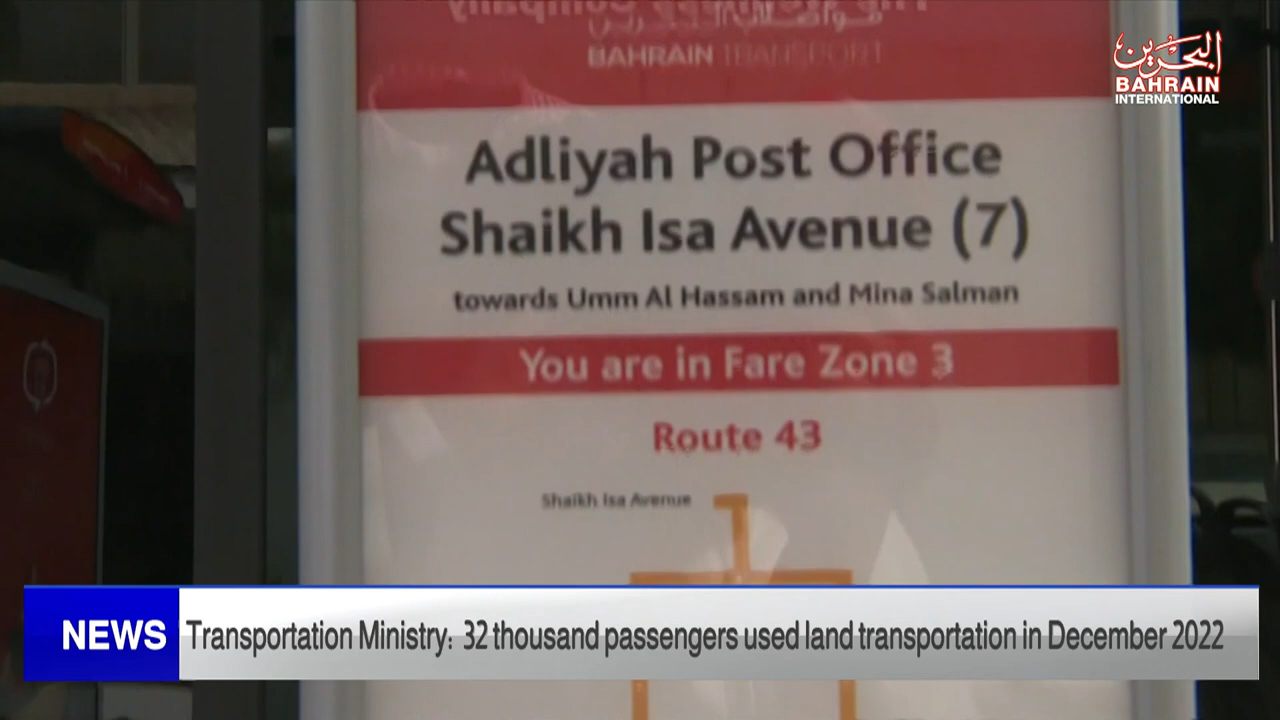 مواصلات البحرين
BAHRAIN TRANSPORT
البحرين
BAHRAIN
INTERNATIONAL
Adliyah Post Office
Shaikh Isa Avenue (7)
towards Umm Al Hassam and Mina Salman
You are in Fare Zone 3
Route 43
Shaikh Isa Avenue
NEWS
Transportation Ministry: 32 thousand passengers used land transportation in December 2022